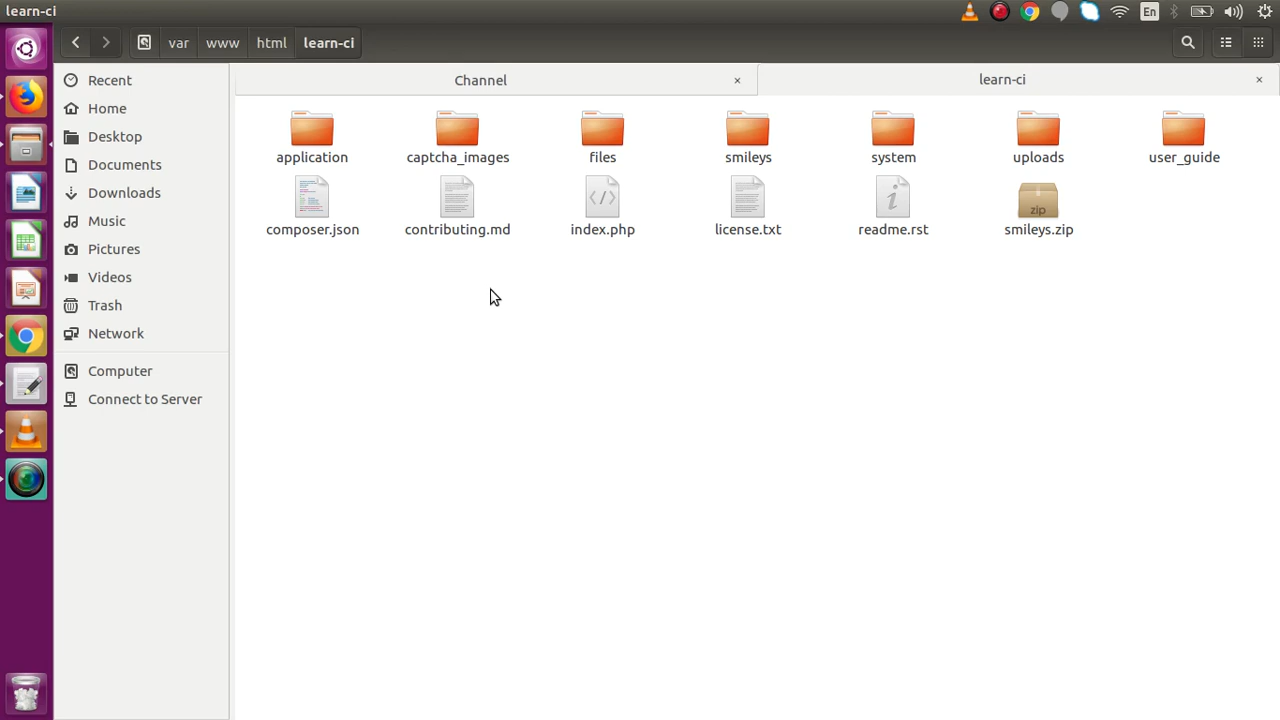 learn-ci
En
var www html learn-ci
Channel
learn-ci
Recent
Home
Desktop
Documents
Downloads
Music
Pictures
Videos
Trash
Network
Computer
Connect to Server
application captcha_images files smileys system uploads user_guide
zip
composer.json contributing.md index.php license.txt readme.rst smileys.zip